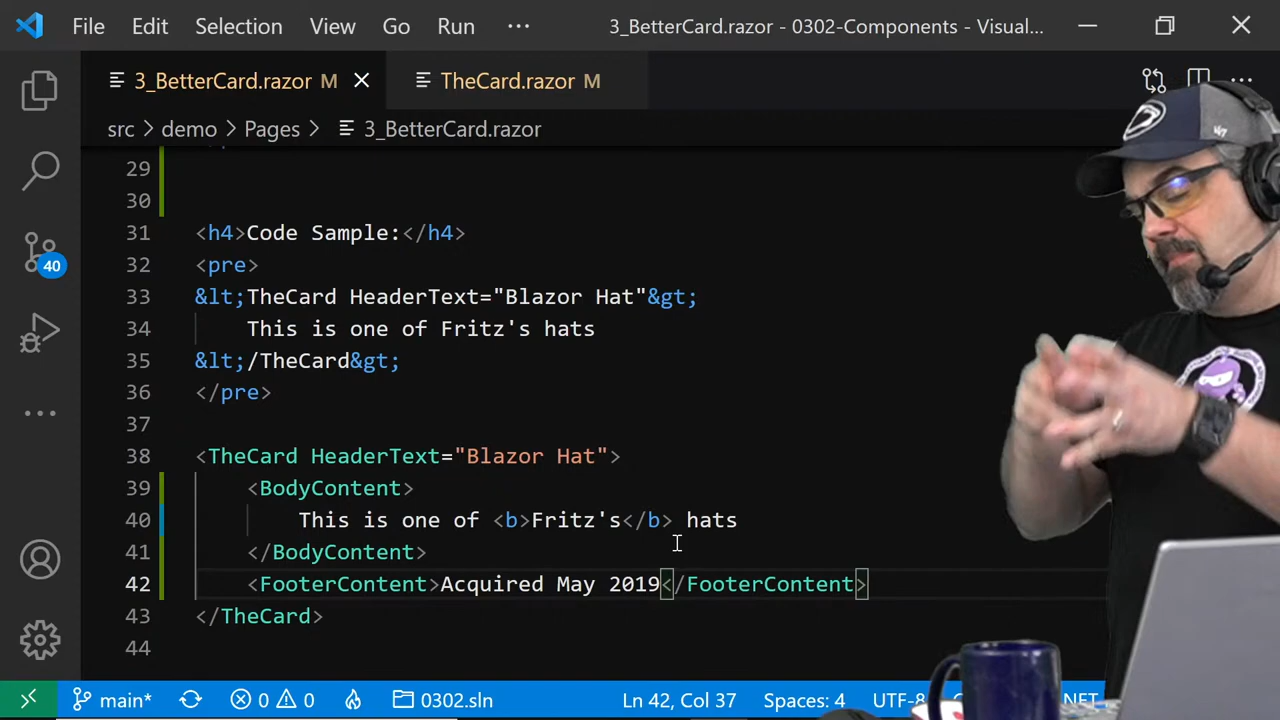 File Edit Selection View Go Run ··· 3_BetterCard.razor - 0302-Components - Visual...
3_BetterCard.razor M TheCard.razor M
src > demo > Pages > 3_BetterCard.razor
29
30
31 <h4>Code Sample:</h4>
32 <pre>
33 &lt;TheCard HeaderText="Blazor Hat"&gt;
34 This is one of Fritz's hats
35 &lt;/TheCard&gt;
36 </pre>
37
38 <TheCard HeaderText="Blazor Hat">
39 <BodyContent>
40 This is one of <b>Fritz's</b> hats
41 </BodyContent>
42 <FooterContent>Acquired May 2019</FooterContent>
43 </TheCard>
44
40
47
main* 0 0 0302.sln Ln 42, Col 37 Spaces: 4 UTF-8 .NET